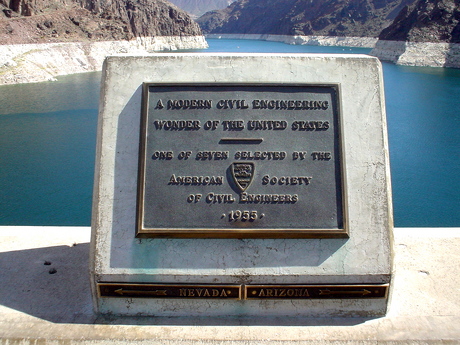 A MODERN CIVIL ENGINEERING
WONDER OF THE UNITED STATES
ONE OF SEVEN SELECTED BY THE
AMERICAN SOCIETY
OF CIVIL ENGINEERS
· 1955 ·
NEVADA ARIZONA